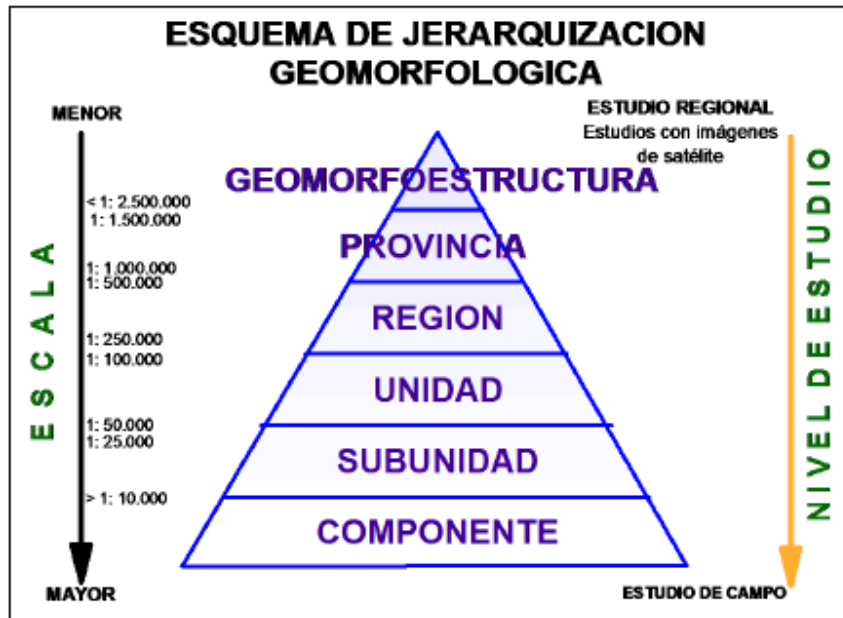 ESQUEMA DE JERARQUIZACION
GEOMORFOLOGICA
MENOR
ESTUDIO REGIONAL
Estudios con imágenes
de satélite
GEOMORFOESTRUCTURA
< 1: 2.500.000
1: 1.500.000
PROVINCIA
1: 1.000.000
1: 500.000
REGION
1: 250.000
1: 100.000
UNIDAD
1: 50.000
1: 25.000
SUBUNIDAD
> 1: 10.000
COMPONENTE
MAYOR
ESTUDIO DE CAMPO
ESCALA
NIVEL DE ESTUDIO